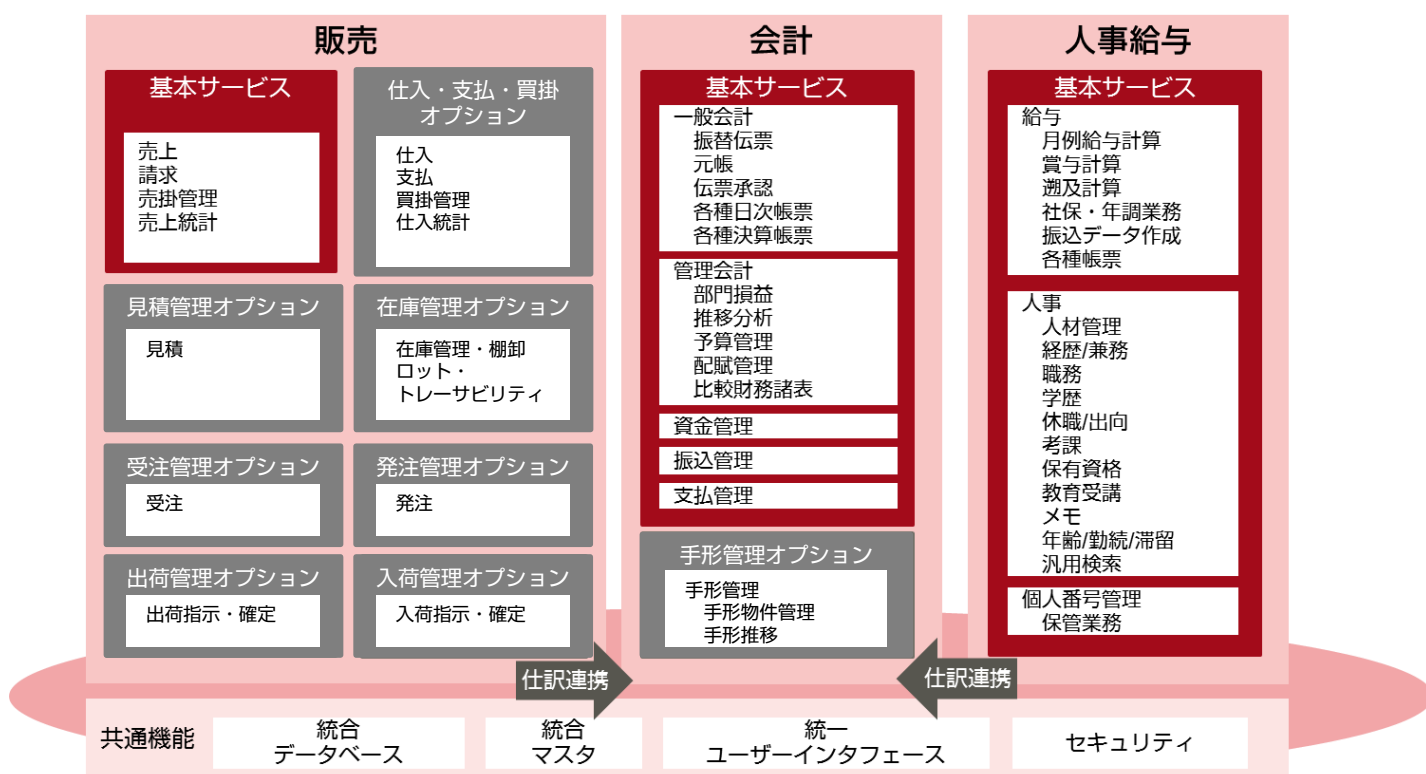 販売
基本サービス
売上
請求
売掛管理
売上統計
仕入・支払・買掛
オプション
仕入
支払
買掛管理
仕入統計
見積管理オプション
見積
在庫管理オプション
在庫管理・棚卸
ロット・
トレーサビリティ
受注管理オプション
受注
発注管理オプション
発注
出荷管理オプション
出荷指示・確定
入荷管理オプション
入荷指示・確定
会計
基本サービス
一般会計
振替伝票
元帳
伝票承認
各種日次帳票
各種決算帳票
管理会計
部門損益
推移分析
予算管理
配賦管理
比較財務諸表
資金管理
振込管理
支払管理
手形管理オプション
手形管理
手形物件管理
手形推移
人事給与
基本サービス
給与
月例給与計算
賞与計算
遡及計算
社保・年調業務
振込データ作成
各種帳票
人事
人材管理
経歴/兼務
職務
学歴
休職/出向
考課
保有資格
教育受講
メモ
年齢/勤続/滞留
汎用検索
個人番号管理
保管業務
仕訳連携
仕訳連携
共通機能
統合
データベース
統合
マスタ
統一
ユーザーインタフェース
セキュリティ